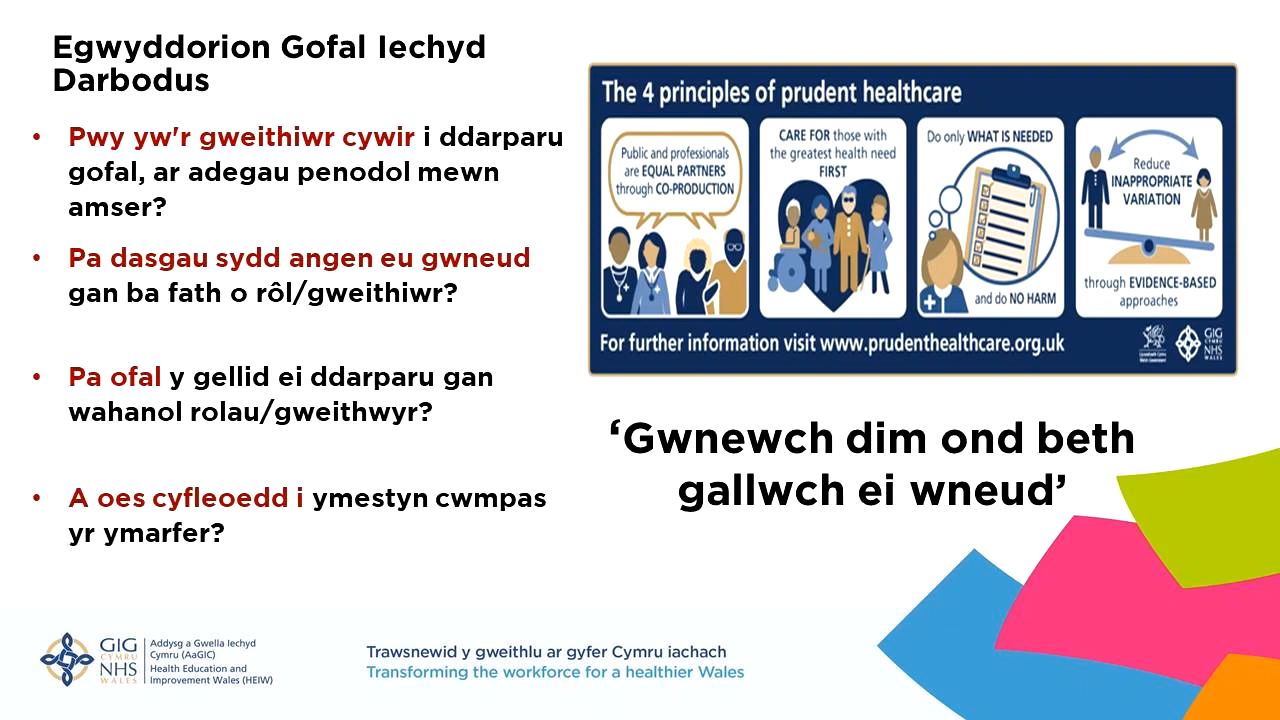 Egwyddorion Gofal Iechyd
Darbodus
• Pwy yw'r gweithiwr cywir i ddarparu
gofal, ar adegau penodol mewn
amser?
• Pa dasgau sydd angen eu gwneud
gan ba fath o rôl/gweithiwr?
• Pa ofal y gellid ei ddarparu gan
wahanol rolau/gweithwyr?
• A oes cyfleoedd i ymestyn cwmpas
yr ymarfer?
The 4 principles of prudent healthcare
Public and professionals
are EQUAL PARTNERS
through CO-PRODUCTION
CARE FOR those with
the greatest health need
FIRST
Do only WHAT IS NEEDED
and do NO HARM
Reduce
INAPPROPRIATE
VARIATION
through EVIDENCE-BASED
approaches
For further information visit www.prudenthealthcare.org.uk
GIG
CYMRU
NHS
WALES
‘Gwnewch dim ond beth
gallwch ei wneud’
GIG
CYMRU
NHS
WALES
Addysg a Gwella Iechyd
Cymru (AaGIC)
Health Education and
Improvement Wales (HEIW)
Trawsnewid y gweithlu ar gyfer Cymru iachach
Transforming the workforce for a healthier Wales